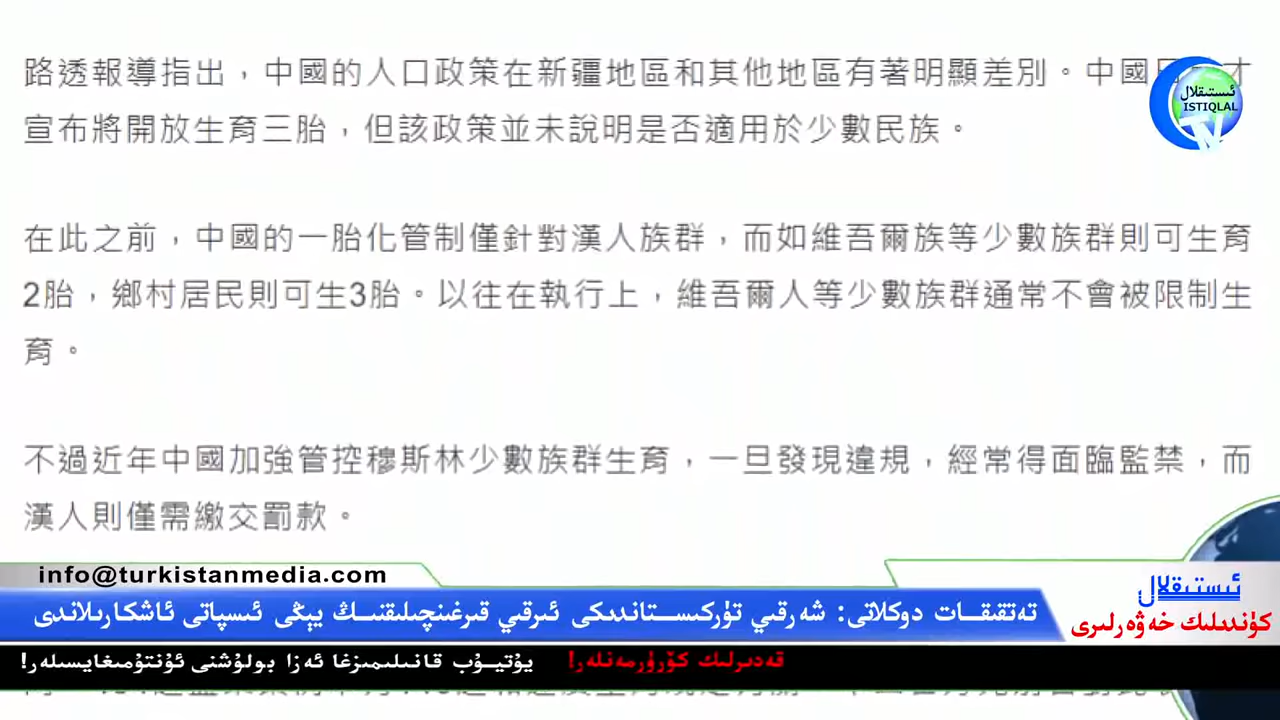 路透報導指出，中國的人口政策在新疆地區和其他地區有著明顯差別。中國
才
宣布將開放生育三胎，但該政策並未說明是否適用於少數民族。
ئىستىقلال
ISTIQLAL
TV
在此之前，中國的一胎化管制僅針對漢人族群，而如維吾爾族等少數族群則可生育
2胎，鄉村居民則可生3胎。以往在執行上，維吾爾人等少數族群通常不會被限制生
育。
不過近年中國加強管控穆斯林少數族群生育，一旦發現違規，經常得面臨監禁，而
漢人則僅需繳交罰款。
info@turkistanmedia.com
ئىستىقلال
كۈندىلىك خەۋەرلىرى
تەتقىقات دوكلاتى: شەرقىي تۈركىستاندىكى ئىرقىي قىرغىنچىلىقنىڭ يېڭى ئىسپاتى ئاشكارىلاندى
قەدىرلىك كۆرۈرمەنلەر!
يۇتيۇب قانىلىمىزغا ئەزا بولۇشنى ئۇنتۇمىغايسىلەر!